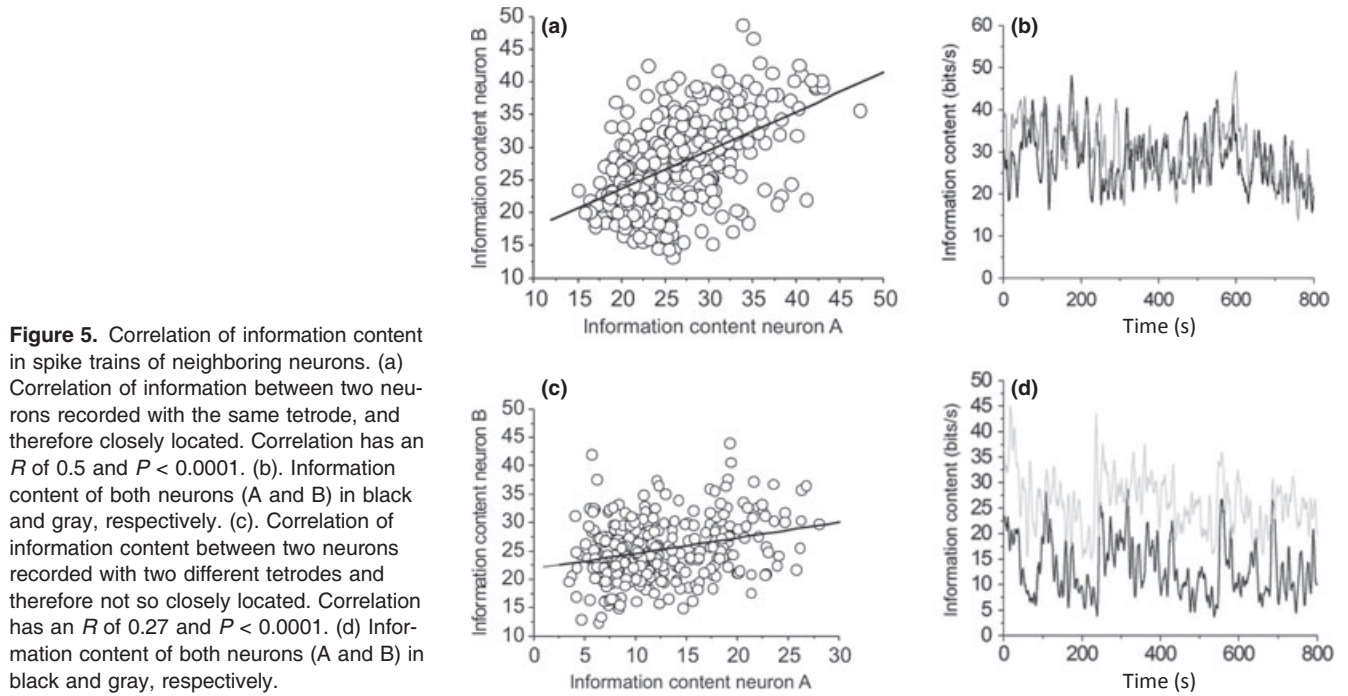 Figure 5. Correlation of information content
in spike trains of neighboring neurons. (a)
Correlation of information between two neu-
rons recorded with the same tetrode, and
therefore closely located. Correlation has an
R of 0.5 and P < 0.0001. (b). Information
content of both neurons (A and B) in black
and gray, respectively. (c). Correlation of
information content between two neurons
recorded with two different tetrodes and
therefore not so closely located. Correlation
has an R of 0.27 and P < 0.0001. (d) Infor-
mation content of both neurons (A and B) in
black and gray, respectively.
(a)
Information content neuron B
50
45
40
35
30
25
20
15
10
10 15 20 25 30 35 40 45 50
Information content neuron A
(b)
Information content (bits/s)
60
50
40
30
20
10
0
0 200 400 600 800
Time (s)
(c)
Information content neuron B
50
45
40
35
30
25
20
15
10
0 5 10 15 20 25 30
Information content neuron A
(d)
Information content (bits/s)
50
45
40
35
30
25
20
15
10
5
0
0 200 400 600 800
Time (s)